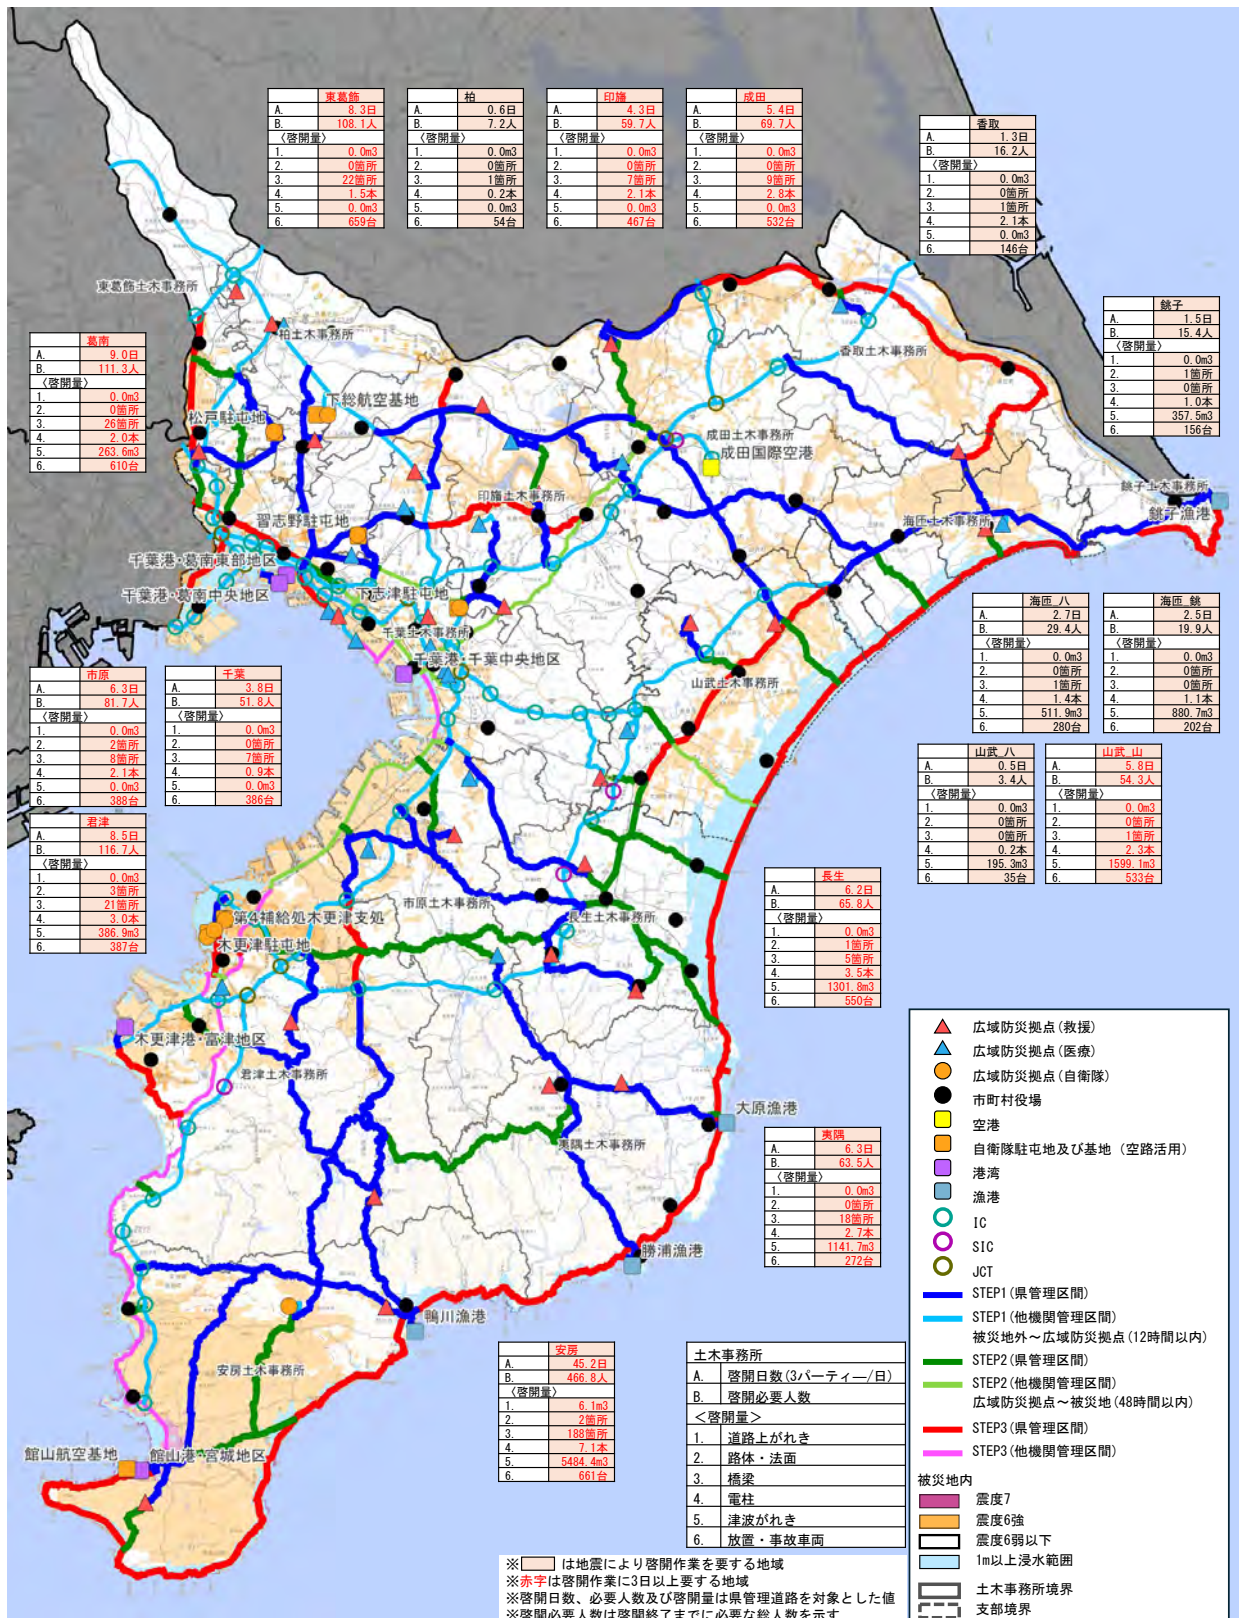 東葛飾
A. 8.3日
B. 108.1人
〈啓開量〉
1. 0.0m3
2. 0箇所
3. 22箇所
4. 1.5本
5. 0.0m3
6. 659台
柏
A. 0.6日
B. 7.2人
〈啓開量〉
1. 0.0m3
2. 0箇所
3. 1箇所
4. 0.2本
5. 0.0m3
6. 54台
印旛
A. 4.3日
B. 59.7人
〈啓開量〉
1. 0.0m3
2. 0箇所
3. 7箇所
4. 2.1本
5. 0.0m3
6. 467台
成田
A. 5.4日
B. 69.7人
〈啓開量〉
1. 0.0m3
2. 0箇所
3. 9箇所
4. 2.8本
5. 0.0m3
6. 532台
香取
A. 1.3日
B. 16.2人
〈啓開量〉
1. 0.0m3
2. 0箇所
3. 1箇所
4. 2.1本
5. 0.0m3
6. 146台
銚子
A. 1.5日
B. 15.4人
〈啓開量〉
1. 0.0m3
2. 1箇所
3. 0箇所
4. 1.0本
5. 357.5m3
6. 156台
葛南
A. 9.0日
B. 111.3人
〈啓開量〉
1. 0.0m3
2. 0箇所
3. 26箇所
4. 2.0本
5. 263.6m3
6. 610台
東葛飾土木事務所
柏土木事務所
香取土木事務所
下総航空基地
松戸駐屯地
成田土木事務所
成田国際空港
印旛土木事務所
銚子土木事務所
銚子漁港
海匝土木事務所
習志野駐屯地
千葉港・葛南東部地区
千葉港・葛南中央地区
下志津駐屯地
千葉土木事務所
千葉港・千葉中央地区
山武土木事務所
海匝_八
A. 2.7日
B. 29.4人
〈啓開量〉
1. 0.0m3
2. 0箇所
3. 1箇所
4. 1.4本
5. 511.9m3
6. 280台
海匝_銚
A. 2.5日
B. 19.9人
〈啓開量〉
1. 0.0m3
2. 0箇所
3. 0箇所
4. 1.1本
5. 880.7m3
6. 202台
市原
A. 6.3日
B. 81.7人
〈啓開量〉
1. 0.0m3
2. 2箇所
3. 8箇所
4. 2.1本
5. 0.0m3
6. 388台
千葉
A. 3.8日
B. 51.8人
〈啓開量〉
1. 0.0m3
2. 0箇所
3. 7箇所
4. 0.9本
5. 0.0m3
6. 386台
山武_八
A. 0.5日
B. 3.4人
〈啓開量〉
1. 0.0m3
2. 0箇所
3. 0箇所
4. 0.2本
5. 195.3m3
6. 35台
山武_山
A. 5.8日
B. 54.3人
〈啓開量〉
1. 0.0m3
2. 0箇所
3. 1箇所
4. 2.3本
5. 1599.1m3
6. 533台
君津
A. 8.5日
B. 116.7人
〈啓開量〉
1. 0.0m3
2. 3箇所
3. 21箇所
4. 3.0本
5. 386.9m3
6. 387台
長生
A. 6.2日
B. 65.8人
〈啓開量〉
1. 0.0m3
2. 1箇所
3. 5箇所
4. 3.5本
5. 1301.8m3
6. 550台
市原土木事務所
長生土木事務所
第4補給処木更津支処
木更津駐屯地
木更津港・富津地区
君津土木事務所
大原漁港
夷隅土木事務所
夷隅
A. 6.3日
B. 63.5人
〈啓開量〉
1. 0.0m3
2. 0箇所
3. 18箇所
4. 2.7本
5. 1141.7m3
6. 272台
勝浦漁港
鴨川漁港
安房土木事務所
館山航空基地
館山港・宮城地区
安房
A. 45.2日
B. 466.8人
〈啓開量〉
1. 6.1m3
2. 2箇所
3. 188箇所
4. 7.1本
5. 5484.4m3
6. 661台
土木事務所
A. 啓開日数(3パーティー/日)
B. 啓開必要人数
<啓開量>
1. 道路上がれき
2. 路体・法面
3. 橋梁
4. 電柱
5. 津波がれき
6. 放置・事故車両
広域防災拠点(救援)
広域防災拠点(医療)
広域防災拠点(自衛隊)
市町村役場
空港
自衛隊駐屯地及び基地（空路活用）
港湾
漁港
IC
SIC
JCT
STEP1(県管理区間)
STEP1(他機関管理区間)
被災地外～広域防災拠点(12時間以内)
STEP2(県管理区間)
STEP2(他機関管理区間)
広域防災拠点～被災地(48時間以内)
STEP3(県管理区間)
STEP3(他機関管理区間)
被災地内
震度7
震度6強
震度6弱以下
1m以上浸水範囲
土木事務所境界
支部境界
※ は地震により啓開作業を要する地域
※赤字は啓開作業に3日以上要する地域
※啓開日数、必要人数及び啓開量は県管理道路を対象とした値
※啓開必要人数は啓開終了までに必要な総人数を示す